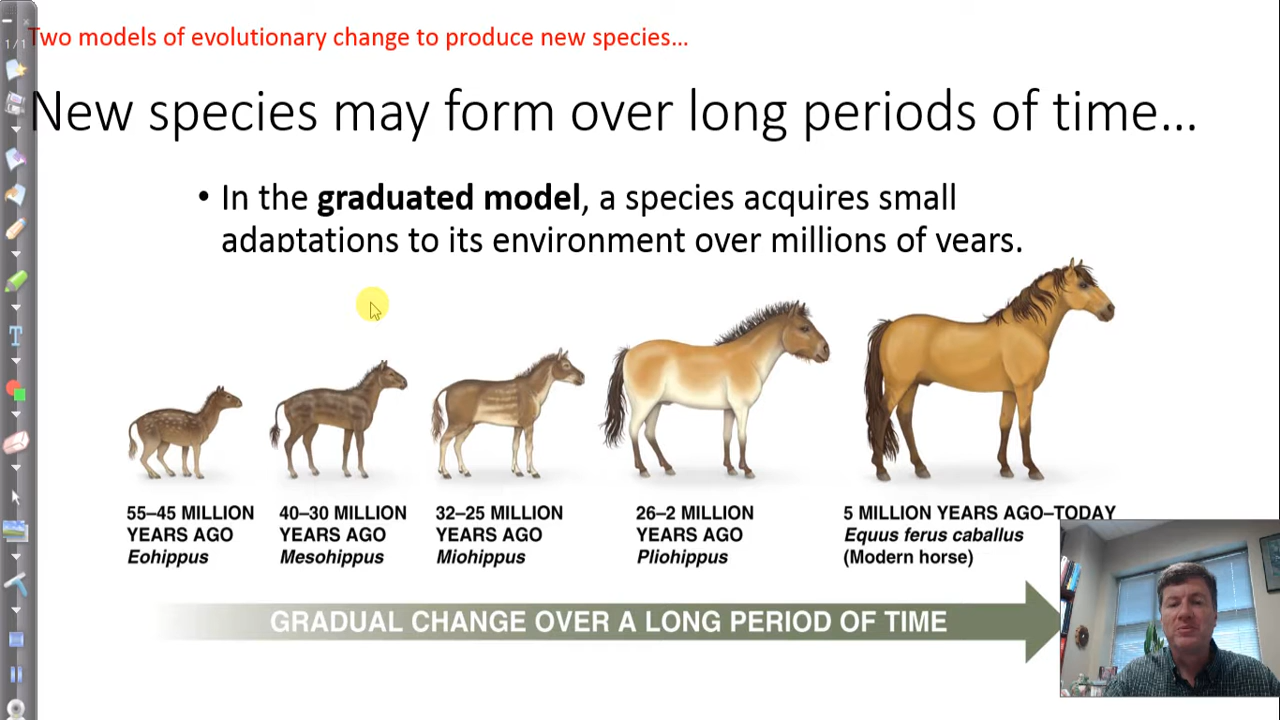 Two models of evolutionary change to produce new species…
1/1
New species may form over long periods of time…
• In the graduated model, a species acquires small
adaptations to its environment over millions of years.
55–45 MILLION
YEARS AGO
Eohippus
40–30 MILLION
YEARS AGO
Mesohippus
32–25 MILLION
YEARS AGO
Miohippus
26–2 MILLION
YEARS AGO
Pliohippus
5 MILLION YEARS AGO–TODAY
Equus ferus caballus
(Modern horse)
GRADUAL CHANGE OVER A LONG PERIOD OF TIME